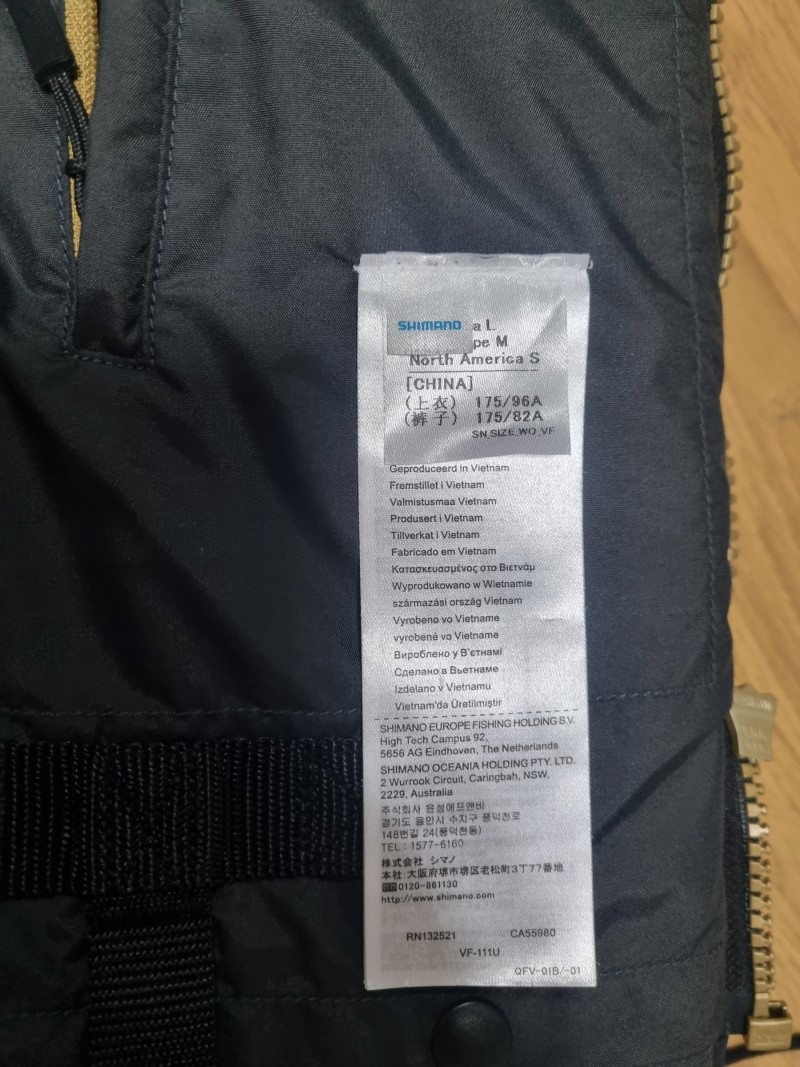 SHIMANO a L
pe M
North America S
[CHINA]
(上衣) 175/96A
(裤子) 175/82A
SN,SIZE,WO,VF
Geproduceerd in Vietnam
Fremstillet i Vietnam
Valmistusmaa Vietnam
Produsert i Vietnam
Tillverkat i Vietnam
Fabricado em Vietnam
Κατασκευασμένος στο Βιετνάμ
Wyprodukowano w Wietnamie
származási ország Vietnam
Vyrobeno ve Vietname
vyrobené vo Vietname
Вироблено у В'єтнамі
Сделано в Вьетнаме
Izdelano v Vietnamu
Vietnam'da Üretilmiştir
SHIMANO EUROPE FISHING HOLDING B.V.
High Tech Campus 92,
5656 AG Eindhoven, The Netherlands
SHIMANO OCEANIA HOLDING PTY. LTD.
2 Wurrook Circuit, Caringbah, NSW,
2229, Australia
주식회사 윤성에프앤비
경기도 용인시 수지구 풍덕천로
148번길 24(풍덕천동)
TEL : 1577-6160
株式会社 シマノ
本社:大阪府堺市堺区老松町3丁77番地
0120-861130
http://www.shimano.com
RN132521 CA55980
VF-111U
QFV-01B/-01